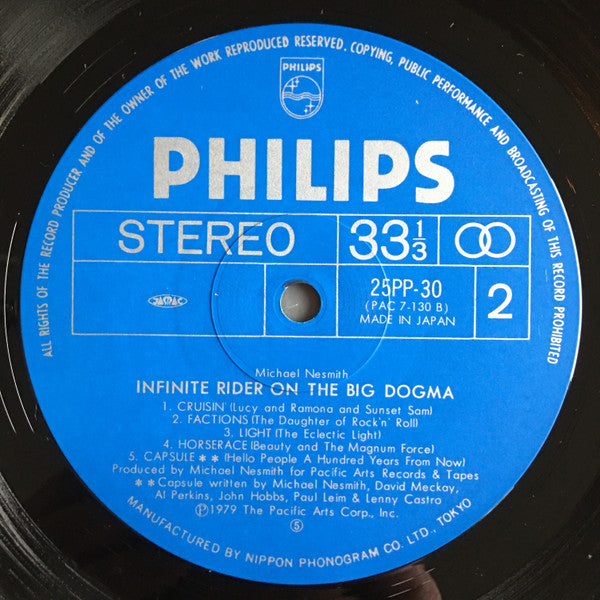 ALL RIGHTS OF THE RECORD PRODUCER AND OF THE OWNER OF THE WORK REPRODUCED RESERVED. COPYING, PUBLIC PERFORMANCE AND BROADCASTING OF THIS RECORD PROHIBITED
PHILIPS
PHILIPS
STEREO 33 1/3
JASRAC
25PP-30
(PAC 7-130 B)
MADE IN JAPAN
2
Michael Nesmith
INFINITE RIDER ON THE BIG DOGMA
1. CRUISIN' (Lucy and Ramona and Sunset Sam)
2. FACTIONS (The Daughter of Rock'n' Roll)
3. LIGHT (The Eclectic Light)
4. HORSERACE (Beauty and The Magnum Force)
5. CAPSULE ** (Hello People A Hundred Years From Now)
Produced by Michael Nesmith for Pacific Arts Records & Tapes
**Capsule written by Michael Nesmith, David Meckay,
Al Perkins, John Hobbs, Paul Leim & Lenny Castro
Ⓟ1979 The Pacific Arts Corp., Inc.
⑤
MANUFACTURED BY NIPPON PHONOGRAM CO. LTD., TOKYO